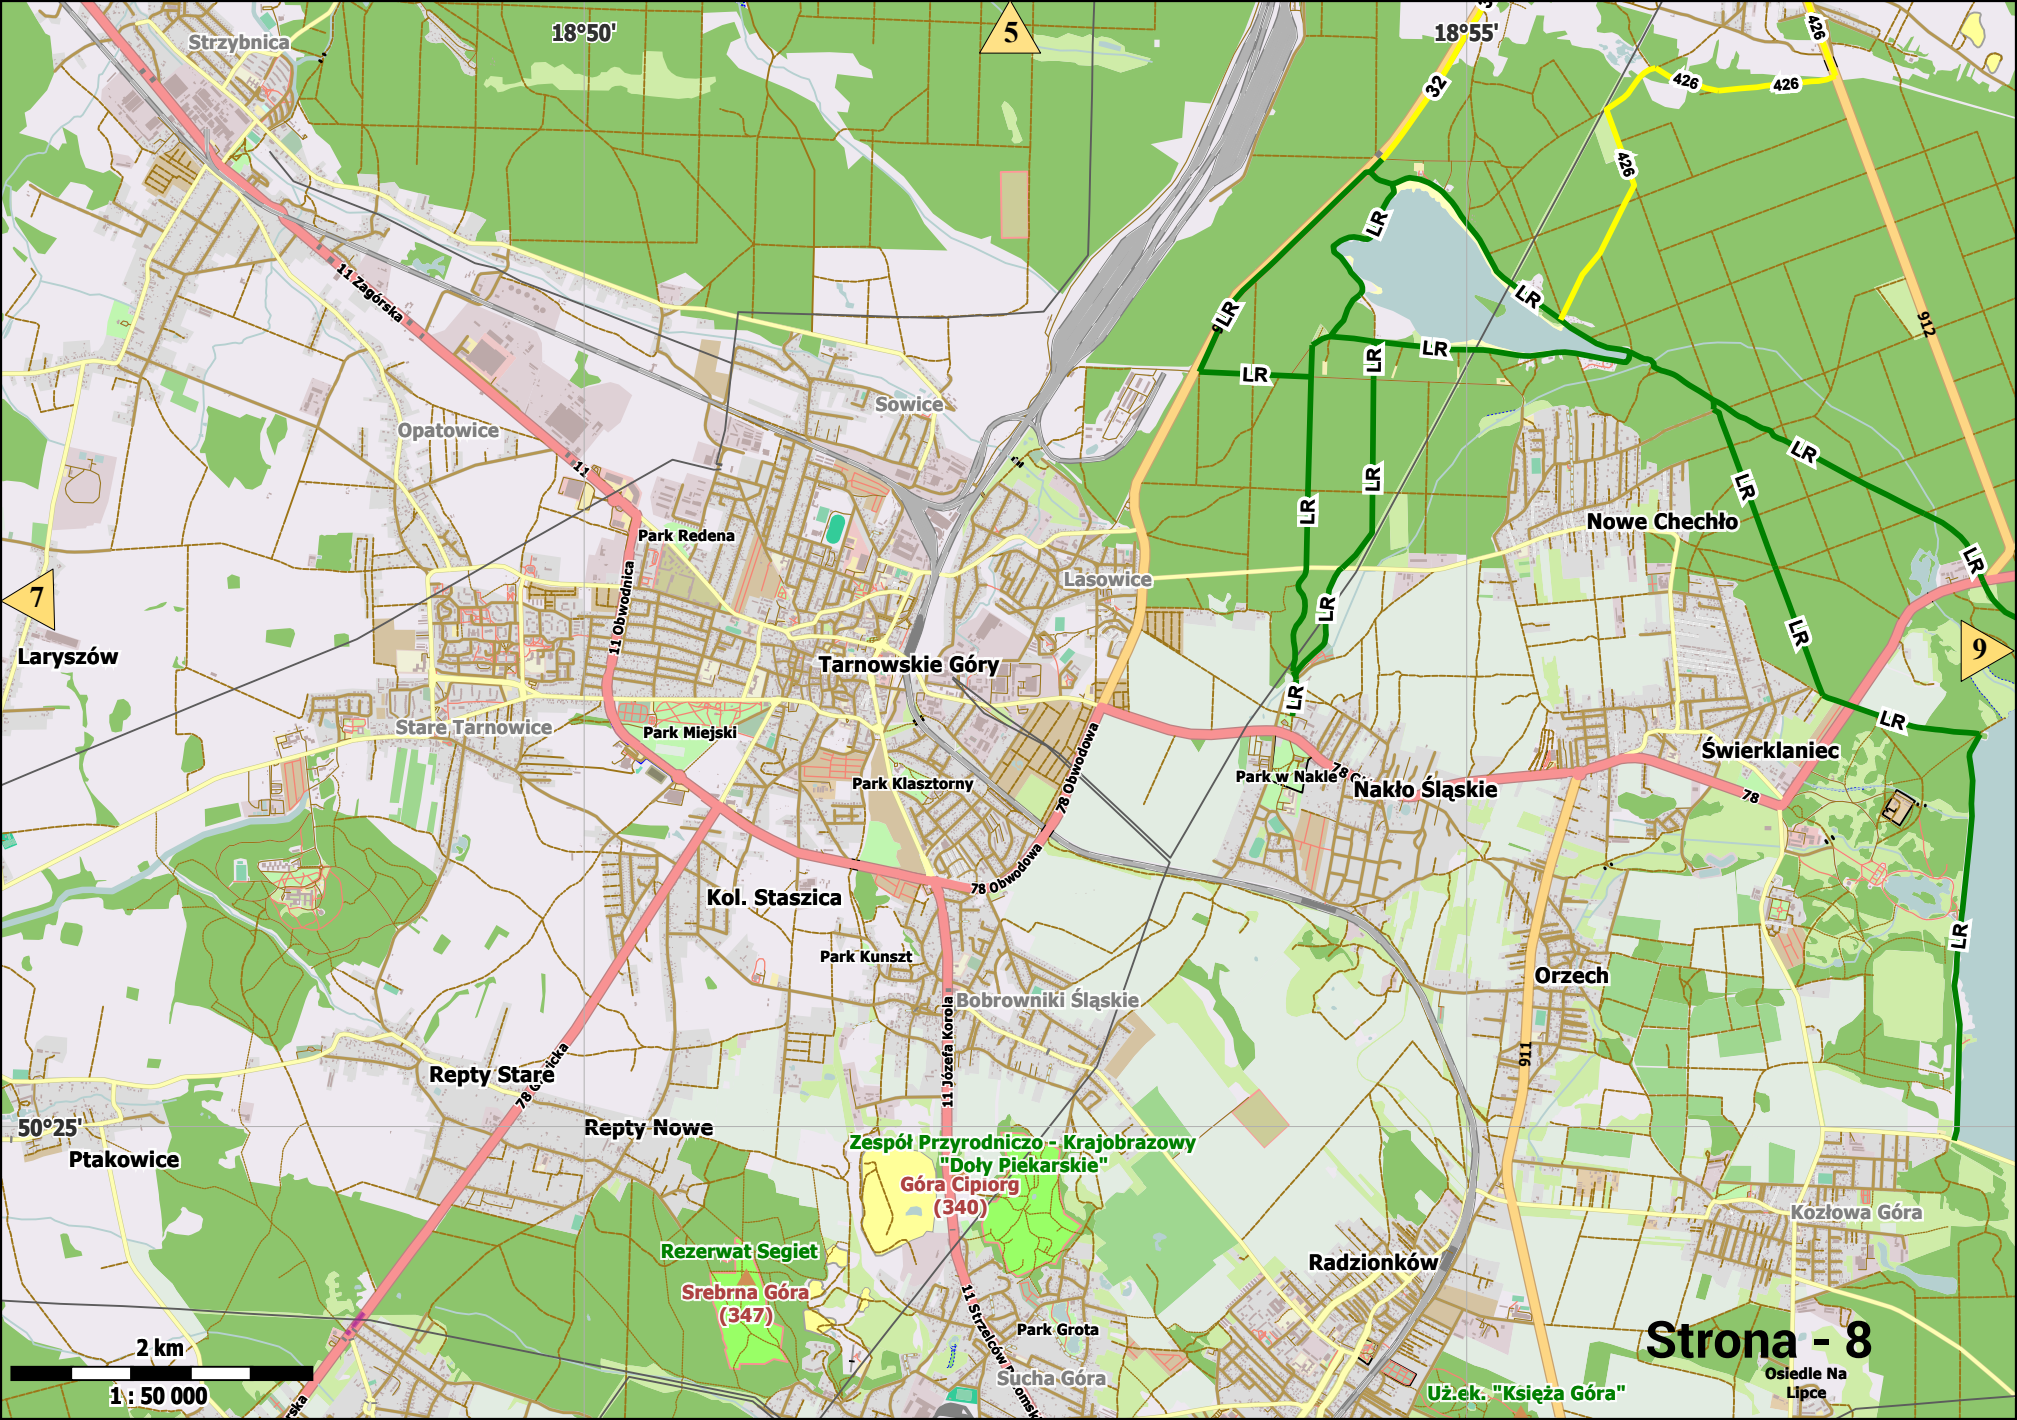 Strzybnica
18°50'
5
18°55'
32
426
426
426
426
LR
11 Zagórska
LR
LR
912
LR
LR
LR
Sowice
Opatowice
11
LR
LR
LR
LR
Nowe Chechło
Park Redena
LR
Lasowice
7
11 Obwodnica
LR
LR
9
Laryszów
Tarnowskie Góry
LR
LR
Stare Tarnowice
Park Miejski
78 Obwodowa
Świerklaniec
Park w Nakle
Park Klasztorny
78
Nakło Śląskie
78
78 Obwodowa
Kol. Staszica
LR
Park Kunszt
Orzech
Bobrowniki Śląskie
11 Józefa Korola
911
Repty Stare
78
50°25'
Repty Nowe
Ptakowice
Zespół Przyrodniczo - Krajobrazowy
"Doły Piekarskie"
Góra Cipiorg
(340)
Kozłowa Góra
Rezerwat Segiet
Radzionków
Srebrna Góra
(347)
11 Strzelców
Park Grota
2 km
Strona - 8
Sucha Góra
Osiedle Na
Lipce
1 : 50 000
Uż.ek. "Księża Góra"